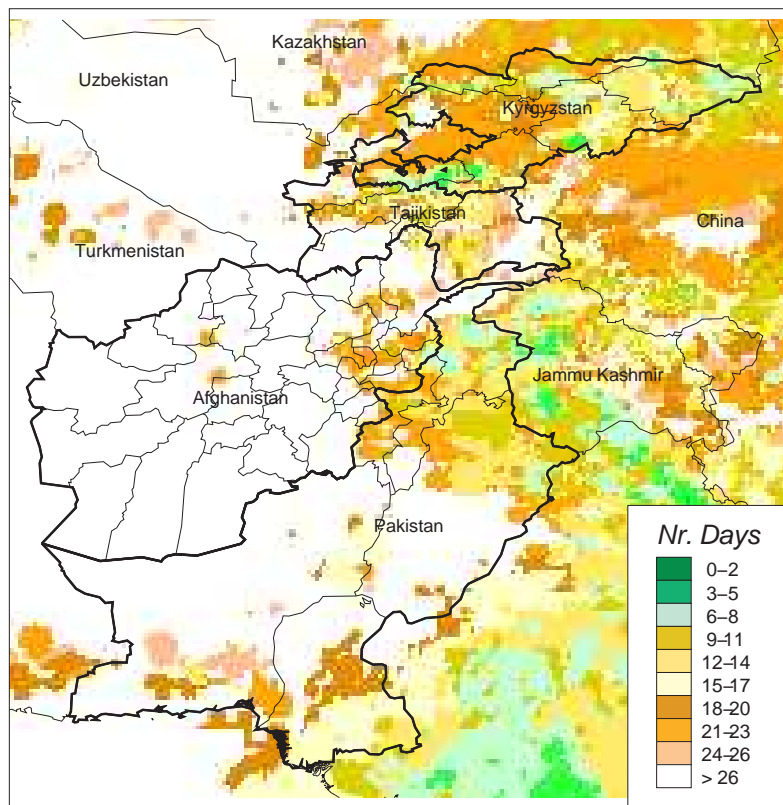 Kazakhstan
Uzbekistan
Kyrgyzstan
Tajikistan
China
Turkmenistan
Jammu Kashmir
Afghanistan
Pakistan
Nr. Days
0–2
3–5
6–8
9–11
12–14
15–17
18–20
21–23
24–26
> 26